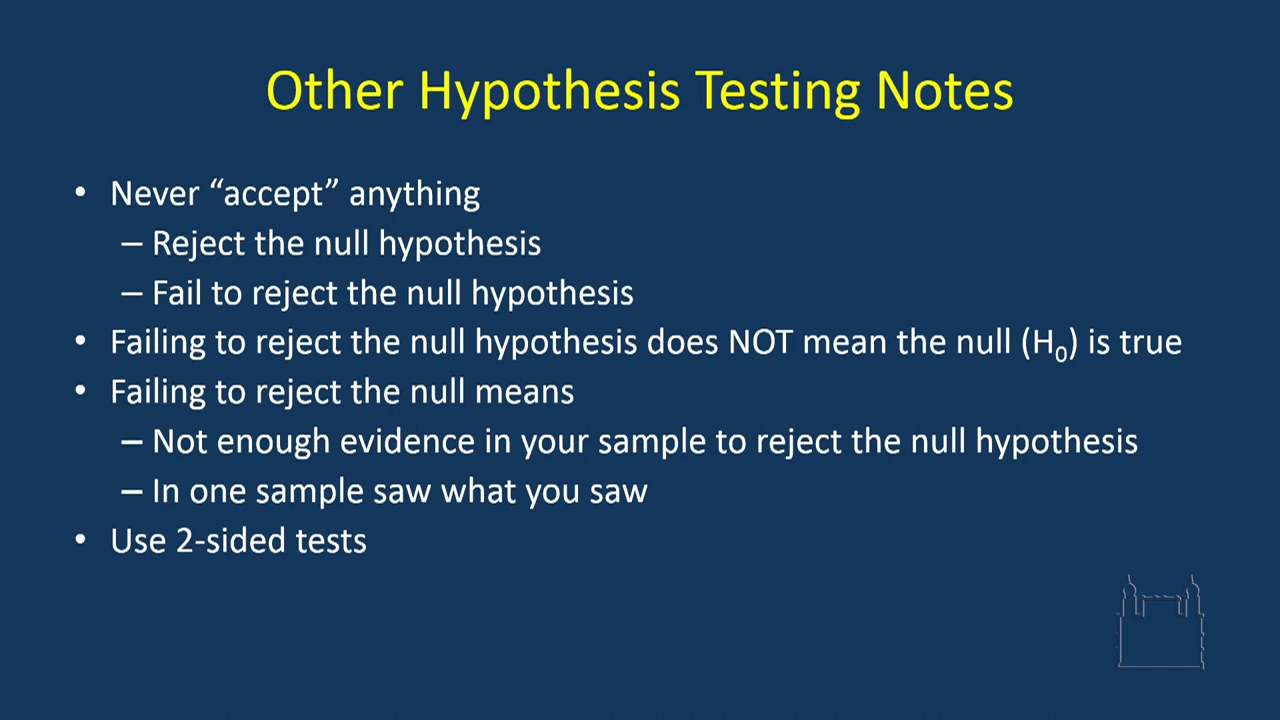 Other Hypothesis Testing Notes
• Never “accept” anything
– Reject the null hypothesis
– Fail to reject the null hypothesis
• Failing to reject the null hypothesis does NOT mean the null (H₀) is true
• Failing to reject the null means
– Not enough evidence in your sample to reject the null hypothesis
– In one sample saw what you saw
• Use 2-sided tests